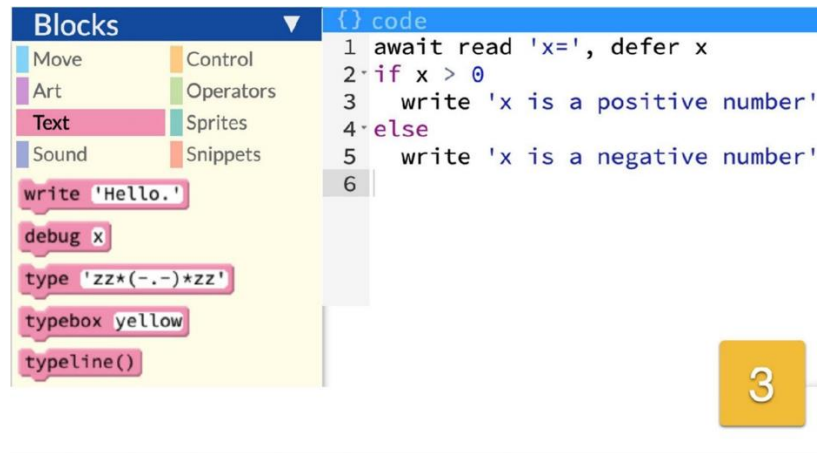 Blocks ▼
Move
Control
Art
Operators
Text
Sprites
Sound
Snippets
write 'Hello.'
debug x
type 'zz*(-.-)*zz'
typebox yellow
typeline()
{} code
1 await read 'x=', defer x
2 if x > 0
3 write 'x is a positive number'
4 else
5 write 'x is a negative number'
6
3